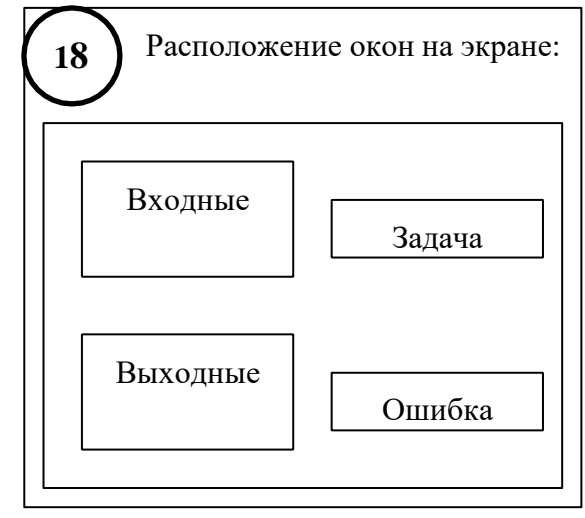 18
Расположение окон на экране:
Входные
Задача
Выходные
Ошибка